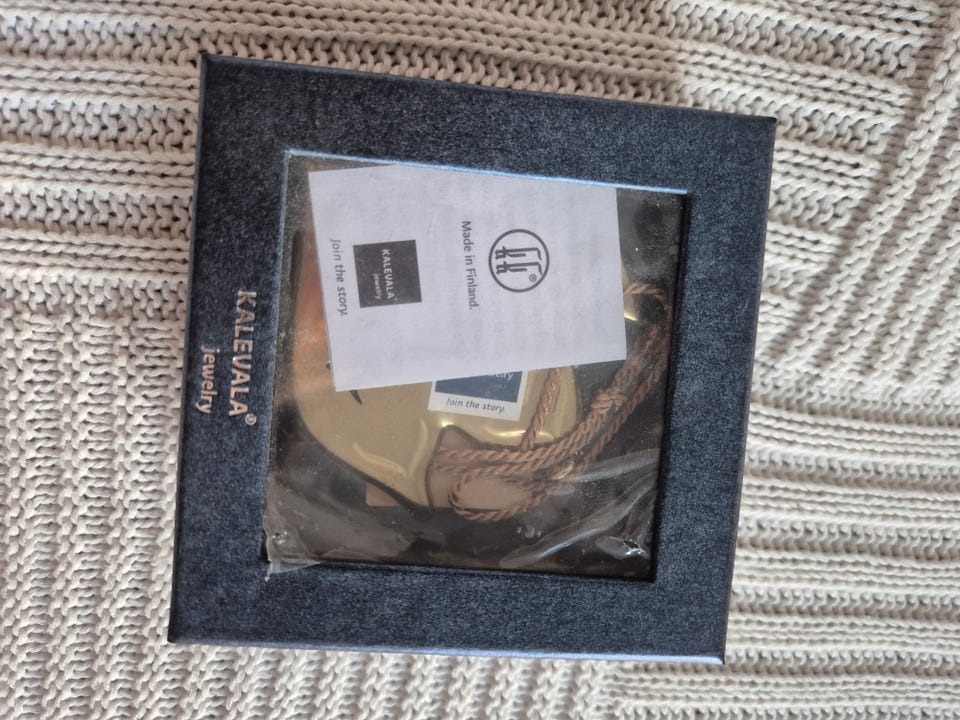 KALEVALA®
jewelry
®
Made in Finland.
KALEVALA
jewelry
Join the story.
Join the story.